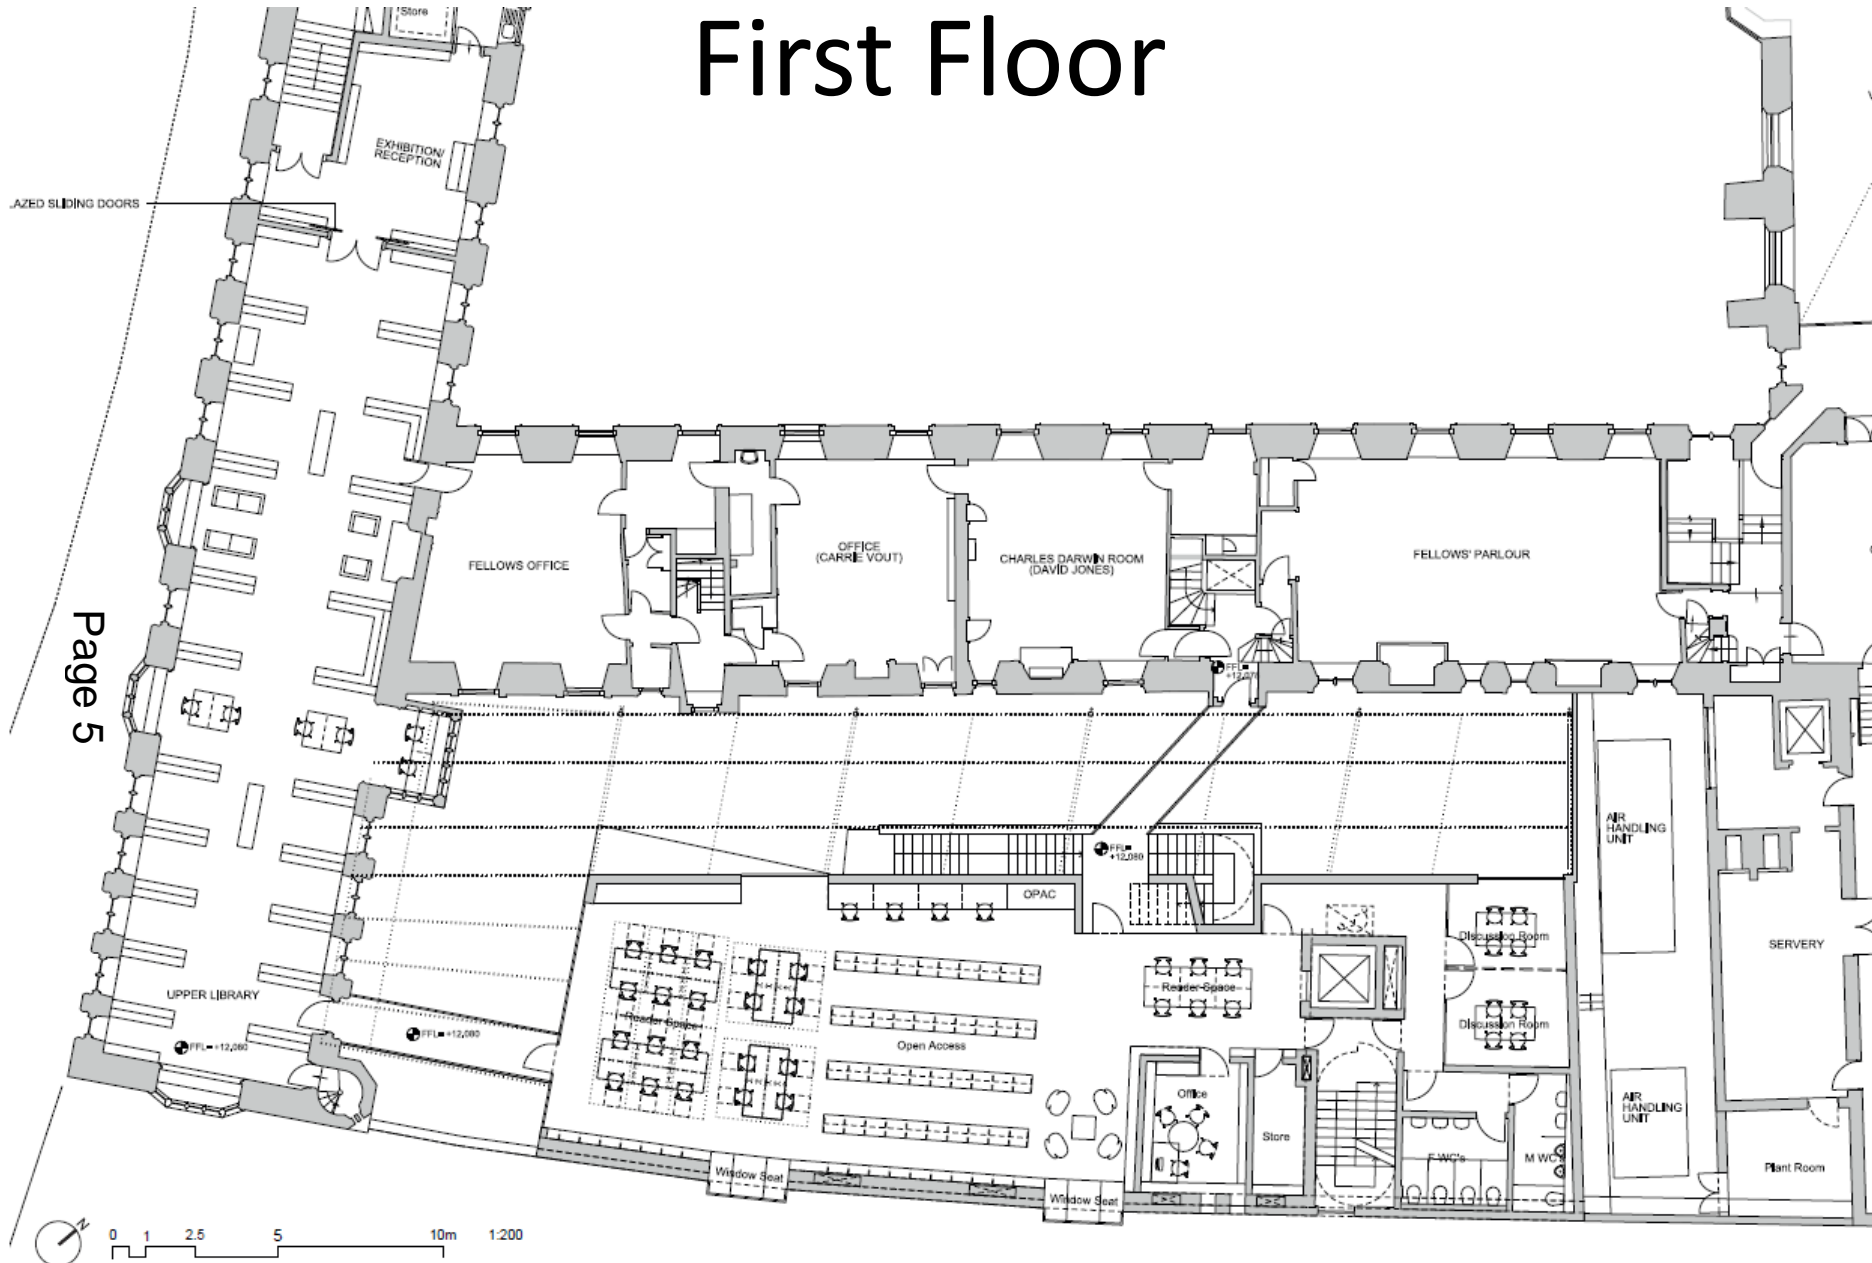 First Floor
Store
EXHIBITION/
RECEPTION
.AZED SLIDING DOORS
FELLOWS OFFICE
OFFICE
(CARRIE VOUT)
CHARLES DARWIN ROOM
(DAVID JONES)
FELLOWS' PARLOUR
Page 5
FFL=
FFL=
+12,080
AIR
HANDLING
UNIT
OPAC
SERVERY
Discussion Room
Reader Space
UPPER LIBRARY
Reader Space
Discussion Room
FFL= +12,080
FFL= +12,080
Open Access
Office
AIR
HANDLING
UNIT
Store
F WC's
M WC's
Plant Room
Window Seat
Window Seat
N
0 1 2.5 5 10m 1:200